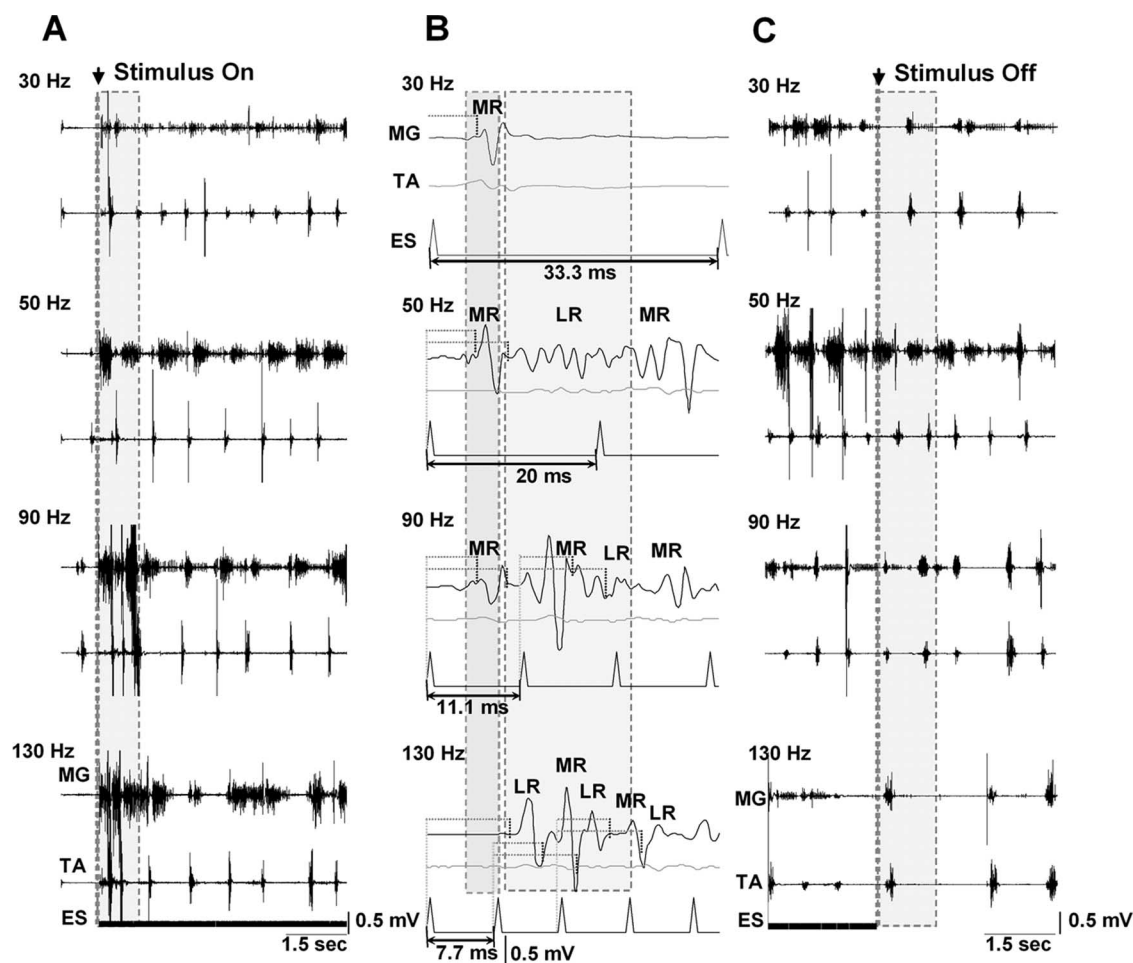 A
Stimulus On
30 Hz
50 Hz
90 Hz
130 Hz
MG
TA
ES
0.5 mV
1.5 sec
B
30 Hz
MR
MG
TA
ES
33.3 ms
50 Hz
MR LR MR
20 ms
90 Hz
MR MR LR MR
11.1 ms
130 Hz
MR
LR LR MR LR
7.7 ms
0.5 mV
C
Stimulus Off
30 Hz
50 Hz
90 Hz
130 Hz
MG
TA
ES
0.5 mV
1.5 sec